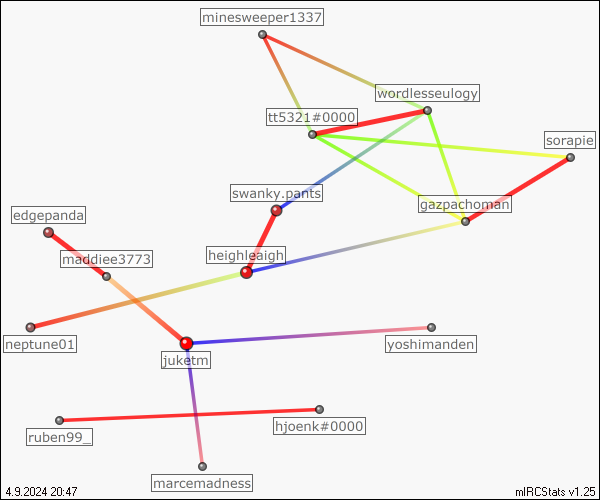 minesweeper1337
wordlesseulogy
tt5321#0000
sorapie
swanky.pants
gazpachoman
edgepanda
heighleaigh
maddiee3773
neptune01
juketm
yoshimanden
ruben99_
hjoenk#0000
marcemadness
4.9.2024 20:47
mIRCStats v1.25